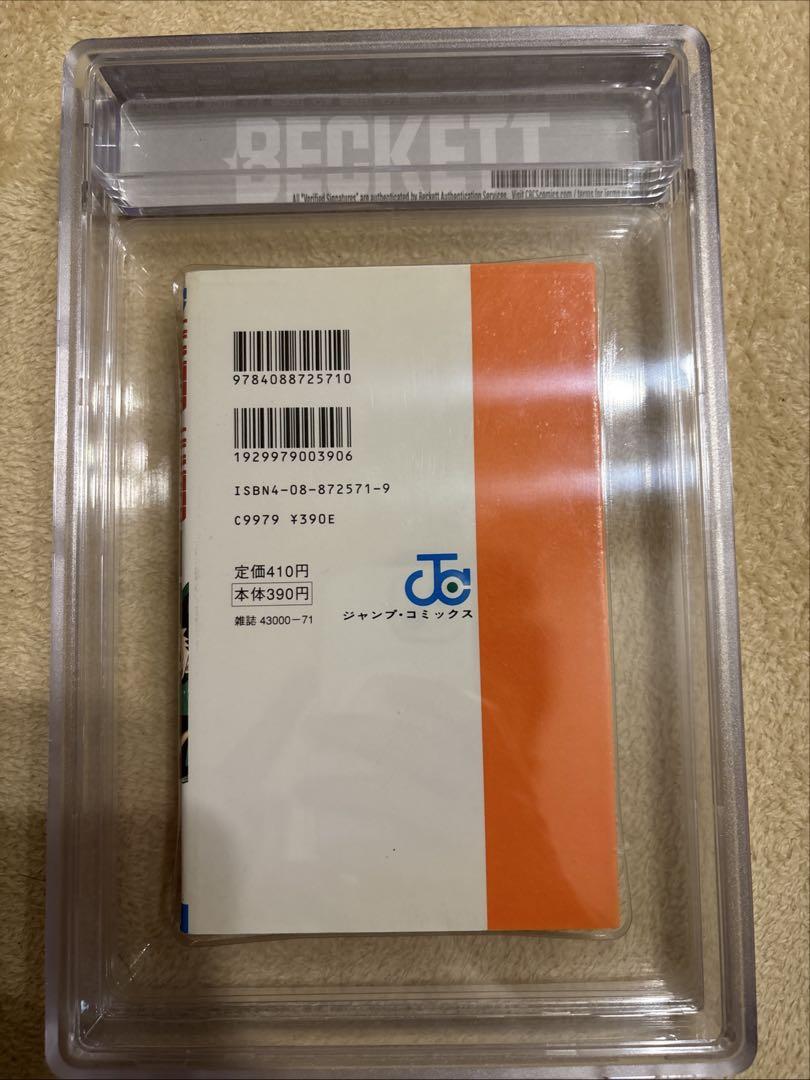 BECKETT
All "Verified Signatures" are authenticated by Beckett Authentication Services. Visit CBCScomics.com / terms for
9784088725710
1929979003906
ISBN4-08-872571-9
C9979 ¥390E
定価410円
本体390円
雑誌 43000-71
ジャンプ・コミックス